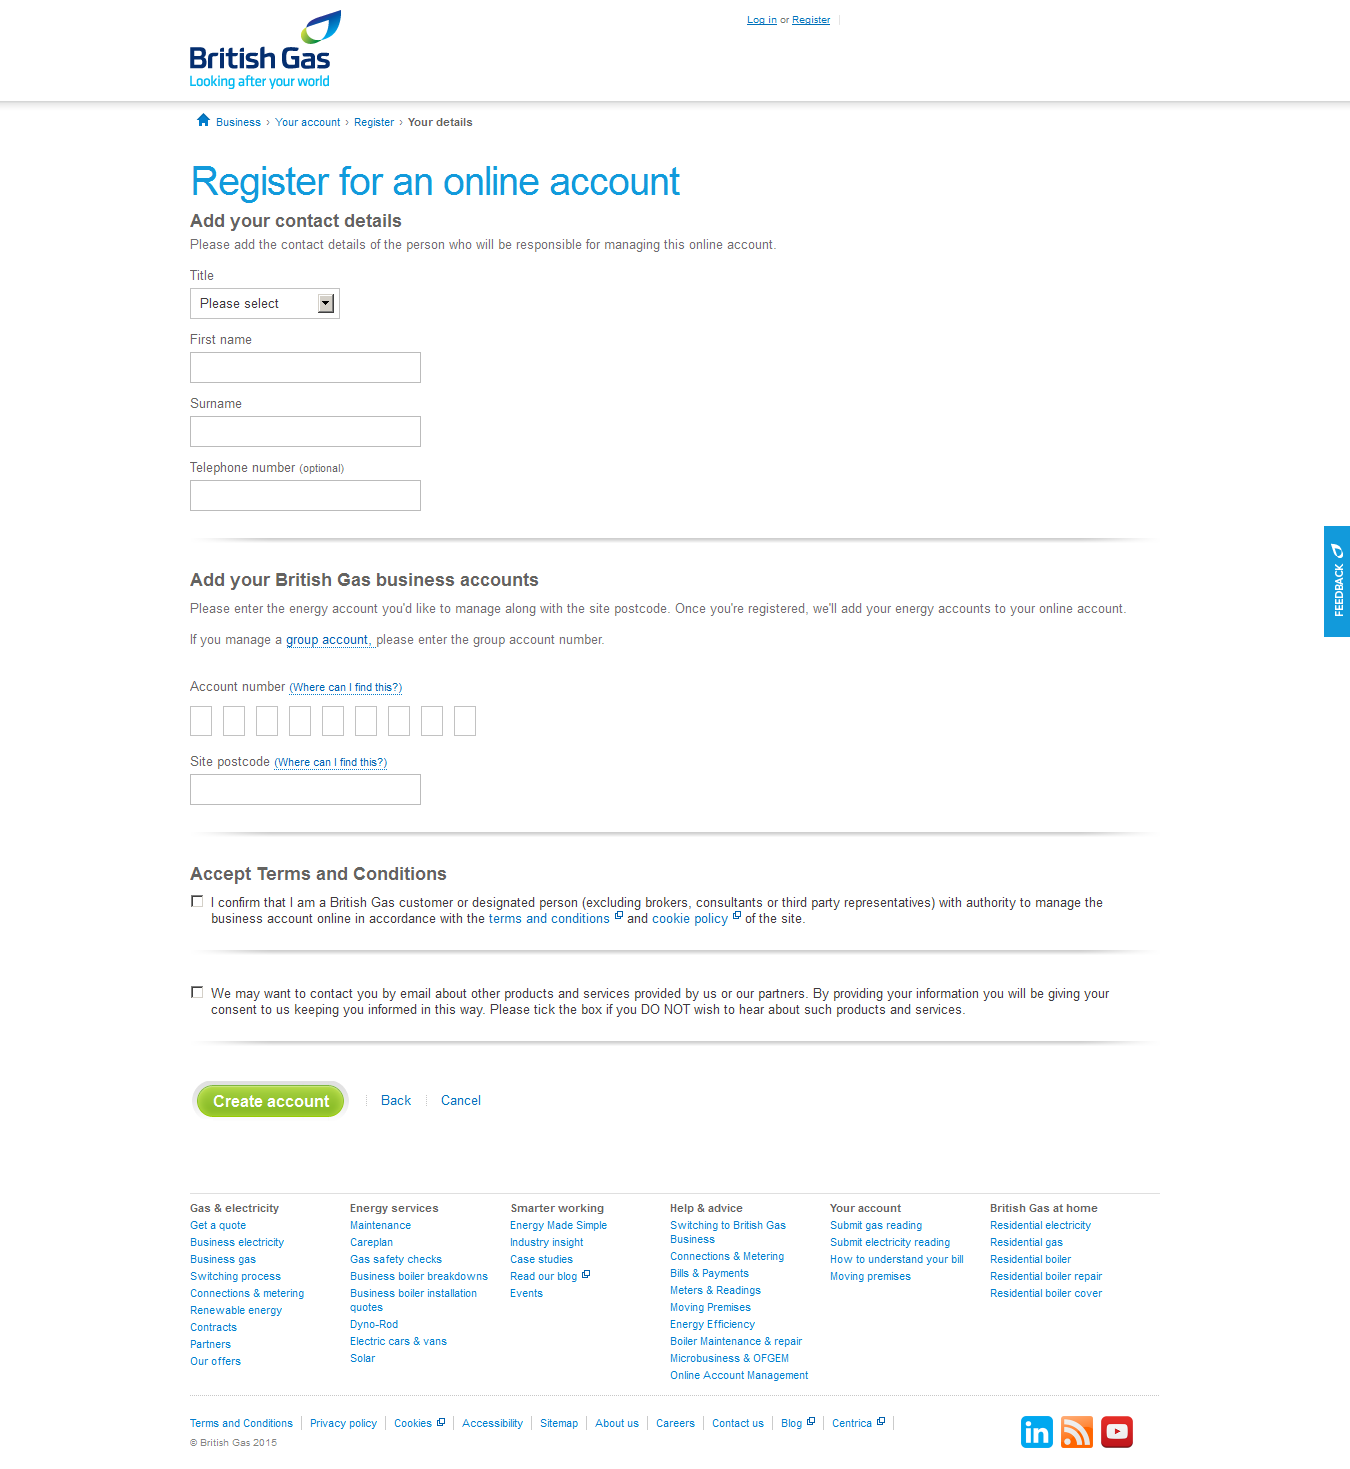 Log in or Register
British Gas
Looking after your world
Business › Your account › Register › Your details
Register for an online account
Add your contact details
Please add the contact details of the person who will be responsible for managing this online account.
Title
Please select
First name
Surname
Telephone number (optional)
FEEDBACK
Add your British Gas business accounts
Please enter the energy account you'd like to manage along with the site postcode. Once you're registered, we'll add your energy accounts to your online account.
If you manage a group account, please enter the group account number.
Account number (Where can I find this?)
Site postcode (Where can I find this?)
Accept Terms and Conditions
I confirm that I am a British Gas customer or designated person (excluding brokers, consultants or third party representatives) with authority to manage the
business account online in accordance with the terms and conditions and cookie policy of the site.
We may want to contact you by email about other products and services provided by us or our partners. By providing your information you will be giving your
consent to us keeping you informed in this way. Please tick the box if you DO NOT wish to hear about such products and services.
Create account Back Cancel
Gas & electricity
Get a quote
Business electricity
Business gas
Switching process
Connections & metering
Renewable energy
Contracts
Partners
Our offers
Energy services
Maintenance
Careplan
Gas safety checks
Business boiler breakdowns
Business boiler installation
quotes
Dyno-Rod
Electric cars & vans
Solar
Smarter working
Energy Made Simple
Industry insight
Case studies
Read our blog
Events
Help & advice
Switching to British Gas
Business
Connections & Metering
Bills & Payments
Meters & Readings
Moving Premises
Energy Efficiency
Boiler Maintenance & repair
Microbusiness & OFGEM
Online Account Management
Your account
Submit gas reading
Submit electricity reading
How to understand your bill
Moving premises
British Gas at home
Residential electricity
Residential gas
Residential boiler
Residential boiler repair
Residential boiler cover
Terms and Conditions Privacy policy Cookies Accessibility Sitemap About us Careers Contact us Blog Centrica
© British Gas 2015
in